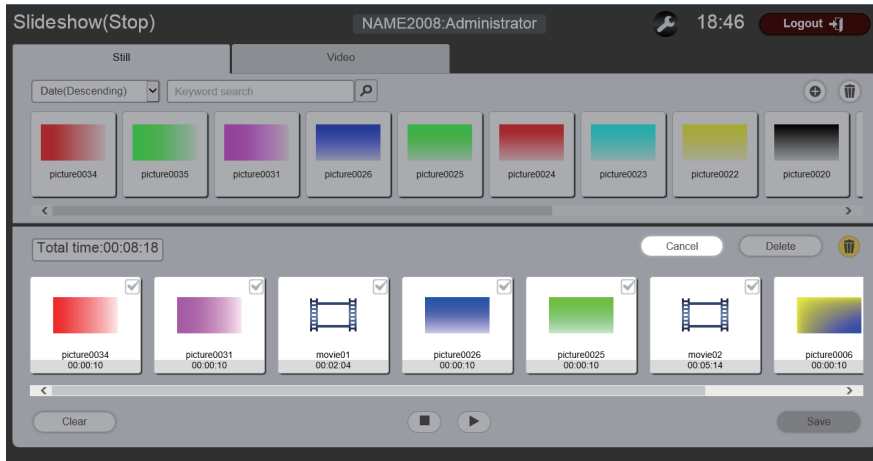 Slideshow(Stop) NAME2008:Administrator 18:46 Logout
Still Video
Date(Descending) Keyword search
picture0034 picture0035 picture0031 picture0026 picture0025 picture0024 picture0023 picture0022 picture0020
Total time:00:08:18 Cancel Delete
picture0034 picture0031 movie01 picture0026 picture0025 movie02 picture0006
00:00:10 00:00:10 00:02:04 00:00:10 00:00:10 00:05:14 00:00:10
Clear Save